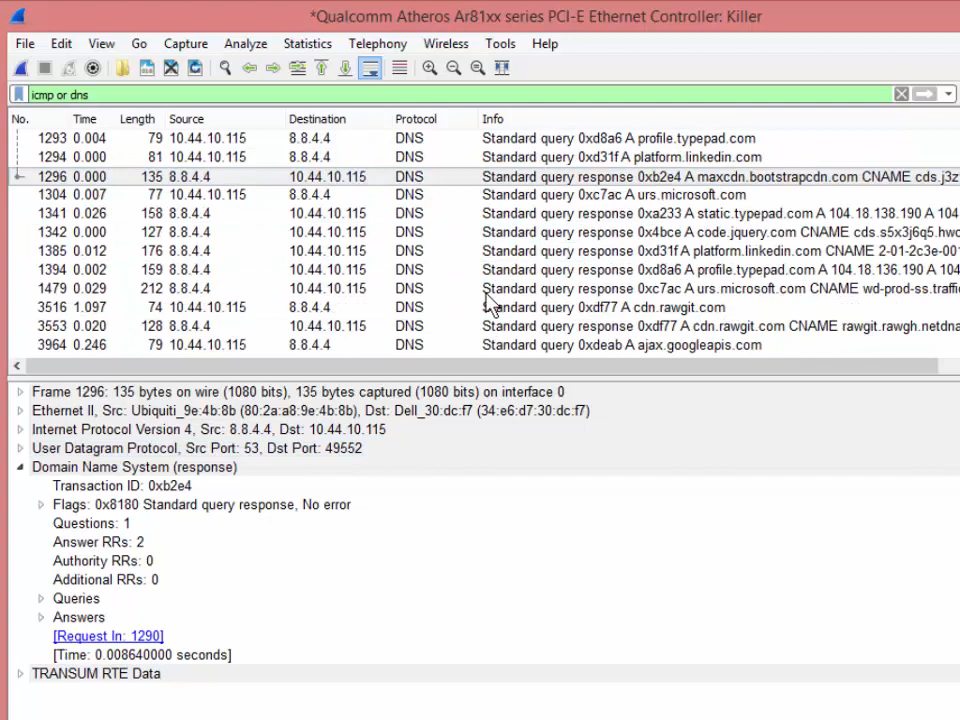 *Qualcomm Atheros Ar81xx series PCI-E Ethernet Controller: Killer
File Edit View Go Capture Analyze Statistics Telephony Wireless Tools Help
icmp or dns
No. Time Length Source Destination Protocol Info
1293 0.004 79 10.44.10.115 8.8.4.4 DNS Standard query 0xd8a6 A profile.typepad.com
1294 0.000 81 10.44.10.115 8.8.4.4 DNS Standard query 0xd31f A platform.linkedin.com
1296 0.000 135 8.8.4.4 10.44.10.115 DNS Standard query response 0xb2e4 A maxcdn.bootstrapcdn.com CNAME cds.j3z
1304 0.007 77 10.44.10.115 8.8.4.4 DNS Standard query 0xc7ac A urs.microsoft.com
1341 0.026 158 8.8.4.4 10.44.10.115 DNS Standard query response 0xa233 A static.typepad.com A 104.18.138.190 A 104
1342 0.000 127 8.8.4.4 10.44.10.115 DNS Standard query response 0x4bce A code.jquery.com CNAME cds.s5x3j6q5.hwc
1385 0.012 176 8.8.4.4 10.44.10.115 DNS Standard query response 0xd31f A platform.linkedin.com CNAME 2-01-2c3e-001
1394 0.002 159 8.8.4.4 10.44.10.115 DNS Standard query response 0xd8a6 A profile.typepad.com A 104.18.136.190 A 104
1479 0.029 212 8.8.4.4 10.44.10.115 DNS Standard query response 0xc7ac A urs.microsoft.com CNAME wd-prod-ss.traffi
3516 1.097 74 10.44.10.115 8.8.4.4 DNS Standard query 0xdf77 A cdn.rawgit.com
3553 0.020 128 8.8.4.4 10.44.10.115 DNS Standard query response 0xdf77 A cdn.rawgit.com CNAME rawgit.rawgh.netdna
3964 0.246 79 10.44.10.115 8.8.4.4 DNS Standard query 0xdeab A ajax.googleapis.com
Frame 1296: 135 bytes on wire (1080 bits), 135 bytes captured (1080 bits) on interface 0
Ethernet II, Src: Ubiquiti_9e:4b:8b (80:2a:a8:9e:4b:8b), Dst: Dell_30:dc:f7 (34:e6:d7:30:dc:f7)
Internet Protocol Version 4, Src: 8.8.4.4, Dst: 10.44.10.115
User Datagram Protocol, Src Port: 53, Dst Port: 49552
Domain Name System (response)
Transaction ID: 0xb2e4
Flags: 0x8180 Standard query response, No error
Questions: 1
Answer RRs: 2
Authority RRs: 0
Additional RRs: 0
Queries
Answers
[Request In: 1290]
[Time: 0.008640000 seconds]
TRANSUM RTE Data